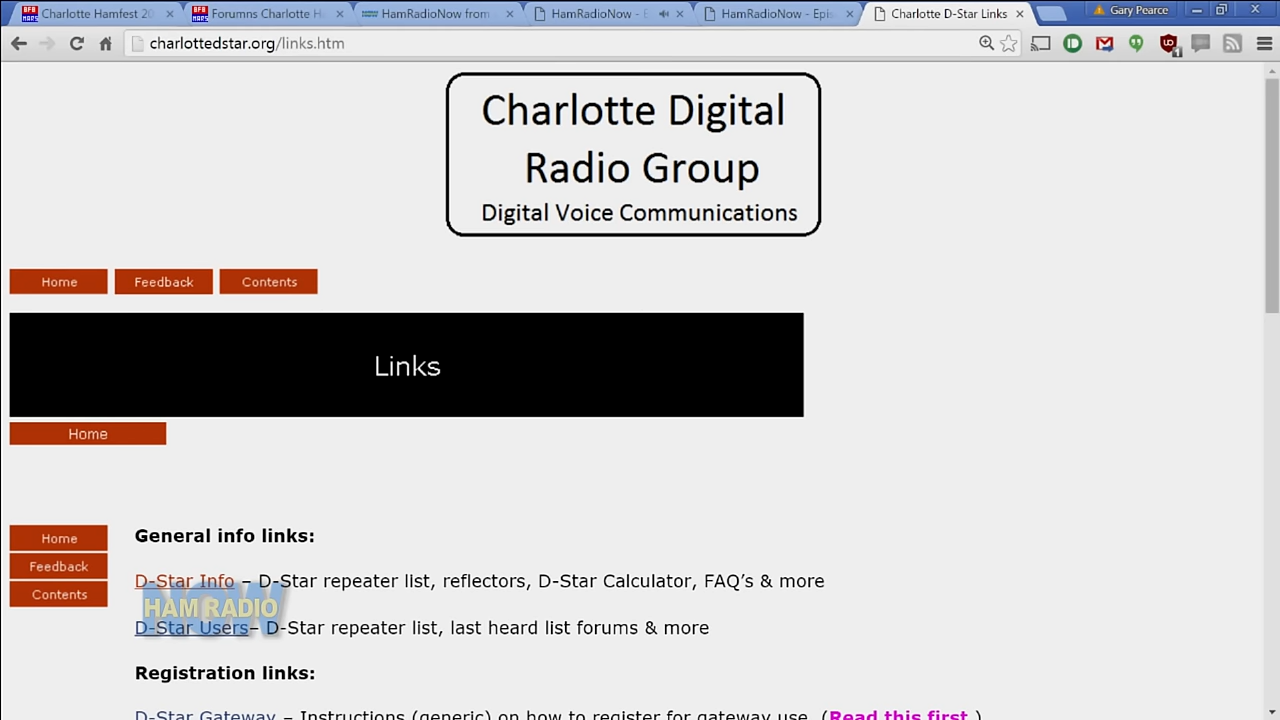 Charlotte Hamfest 20
Forumns Charlotte H
HamRadioNow from
HamRadioNow - E
HamRadioNow - Epi
Charlotte D-Star Links
Gary Pearce
charlottedstar.org/links.htm
Charlotte Digital
Radio Group
Digital Voice Communications
Home Feedback Contents
Links
Home
Home
Feedback
Contents
General info links:
D-Star Info – D-Star repeater list, reflectors, D-Star Calculator, FAQ's & more
HAM RADIO
NOW
D-Star Users– D-Star repeater list, last heard list forums & more
Registration links:
D-Star Gateway – Instructions (generic) on how to register for gateway use (Read this first )